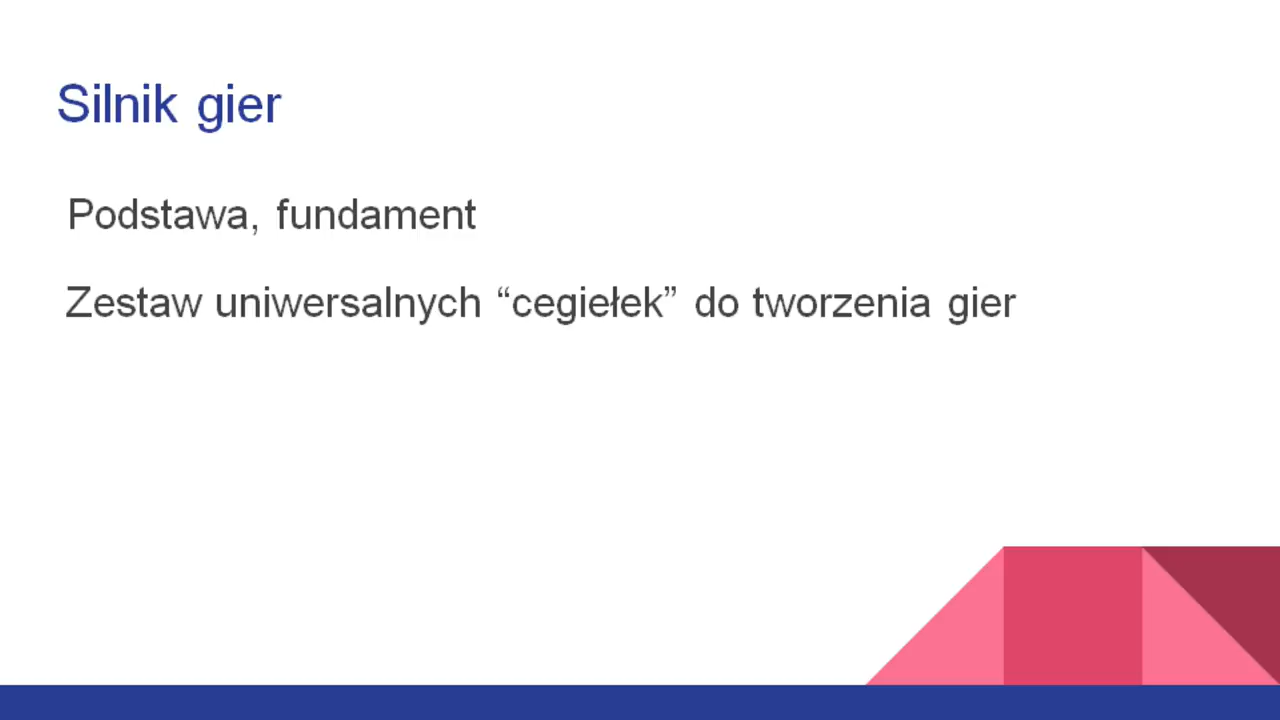 Silnik gier
Podstawa, fundament
Zestaw uniwersalnych “cegiełek” do tworzenia gier